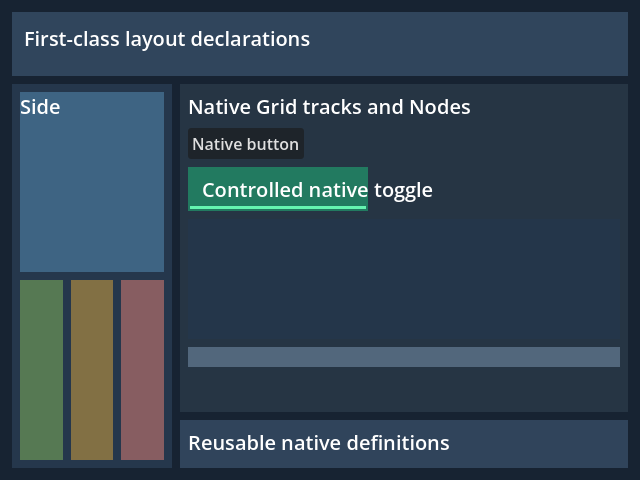 First-class layout declarations
Side
Native Grid tracks and Nodes
Native button
Controlled native toggle
Reusable native definitions